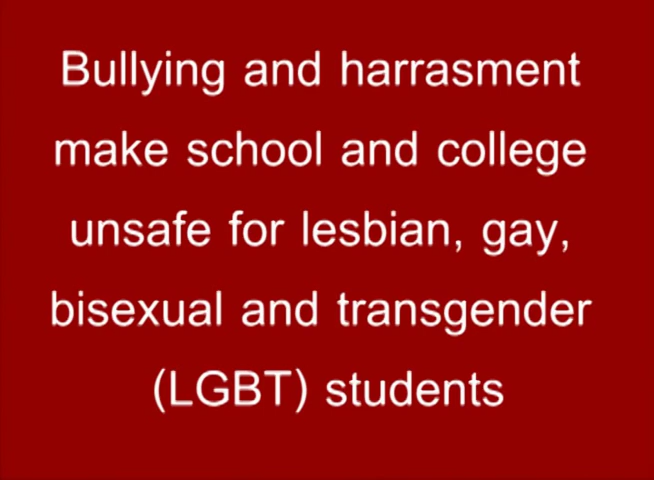 Bullying and harrasment
make school and college
unsafe for lesbian, gay,
bisexual and transgender
(LGBT) students